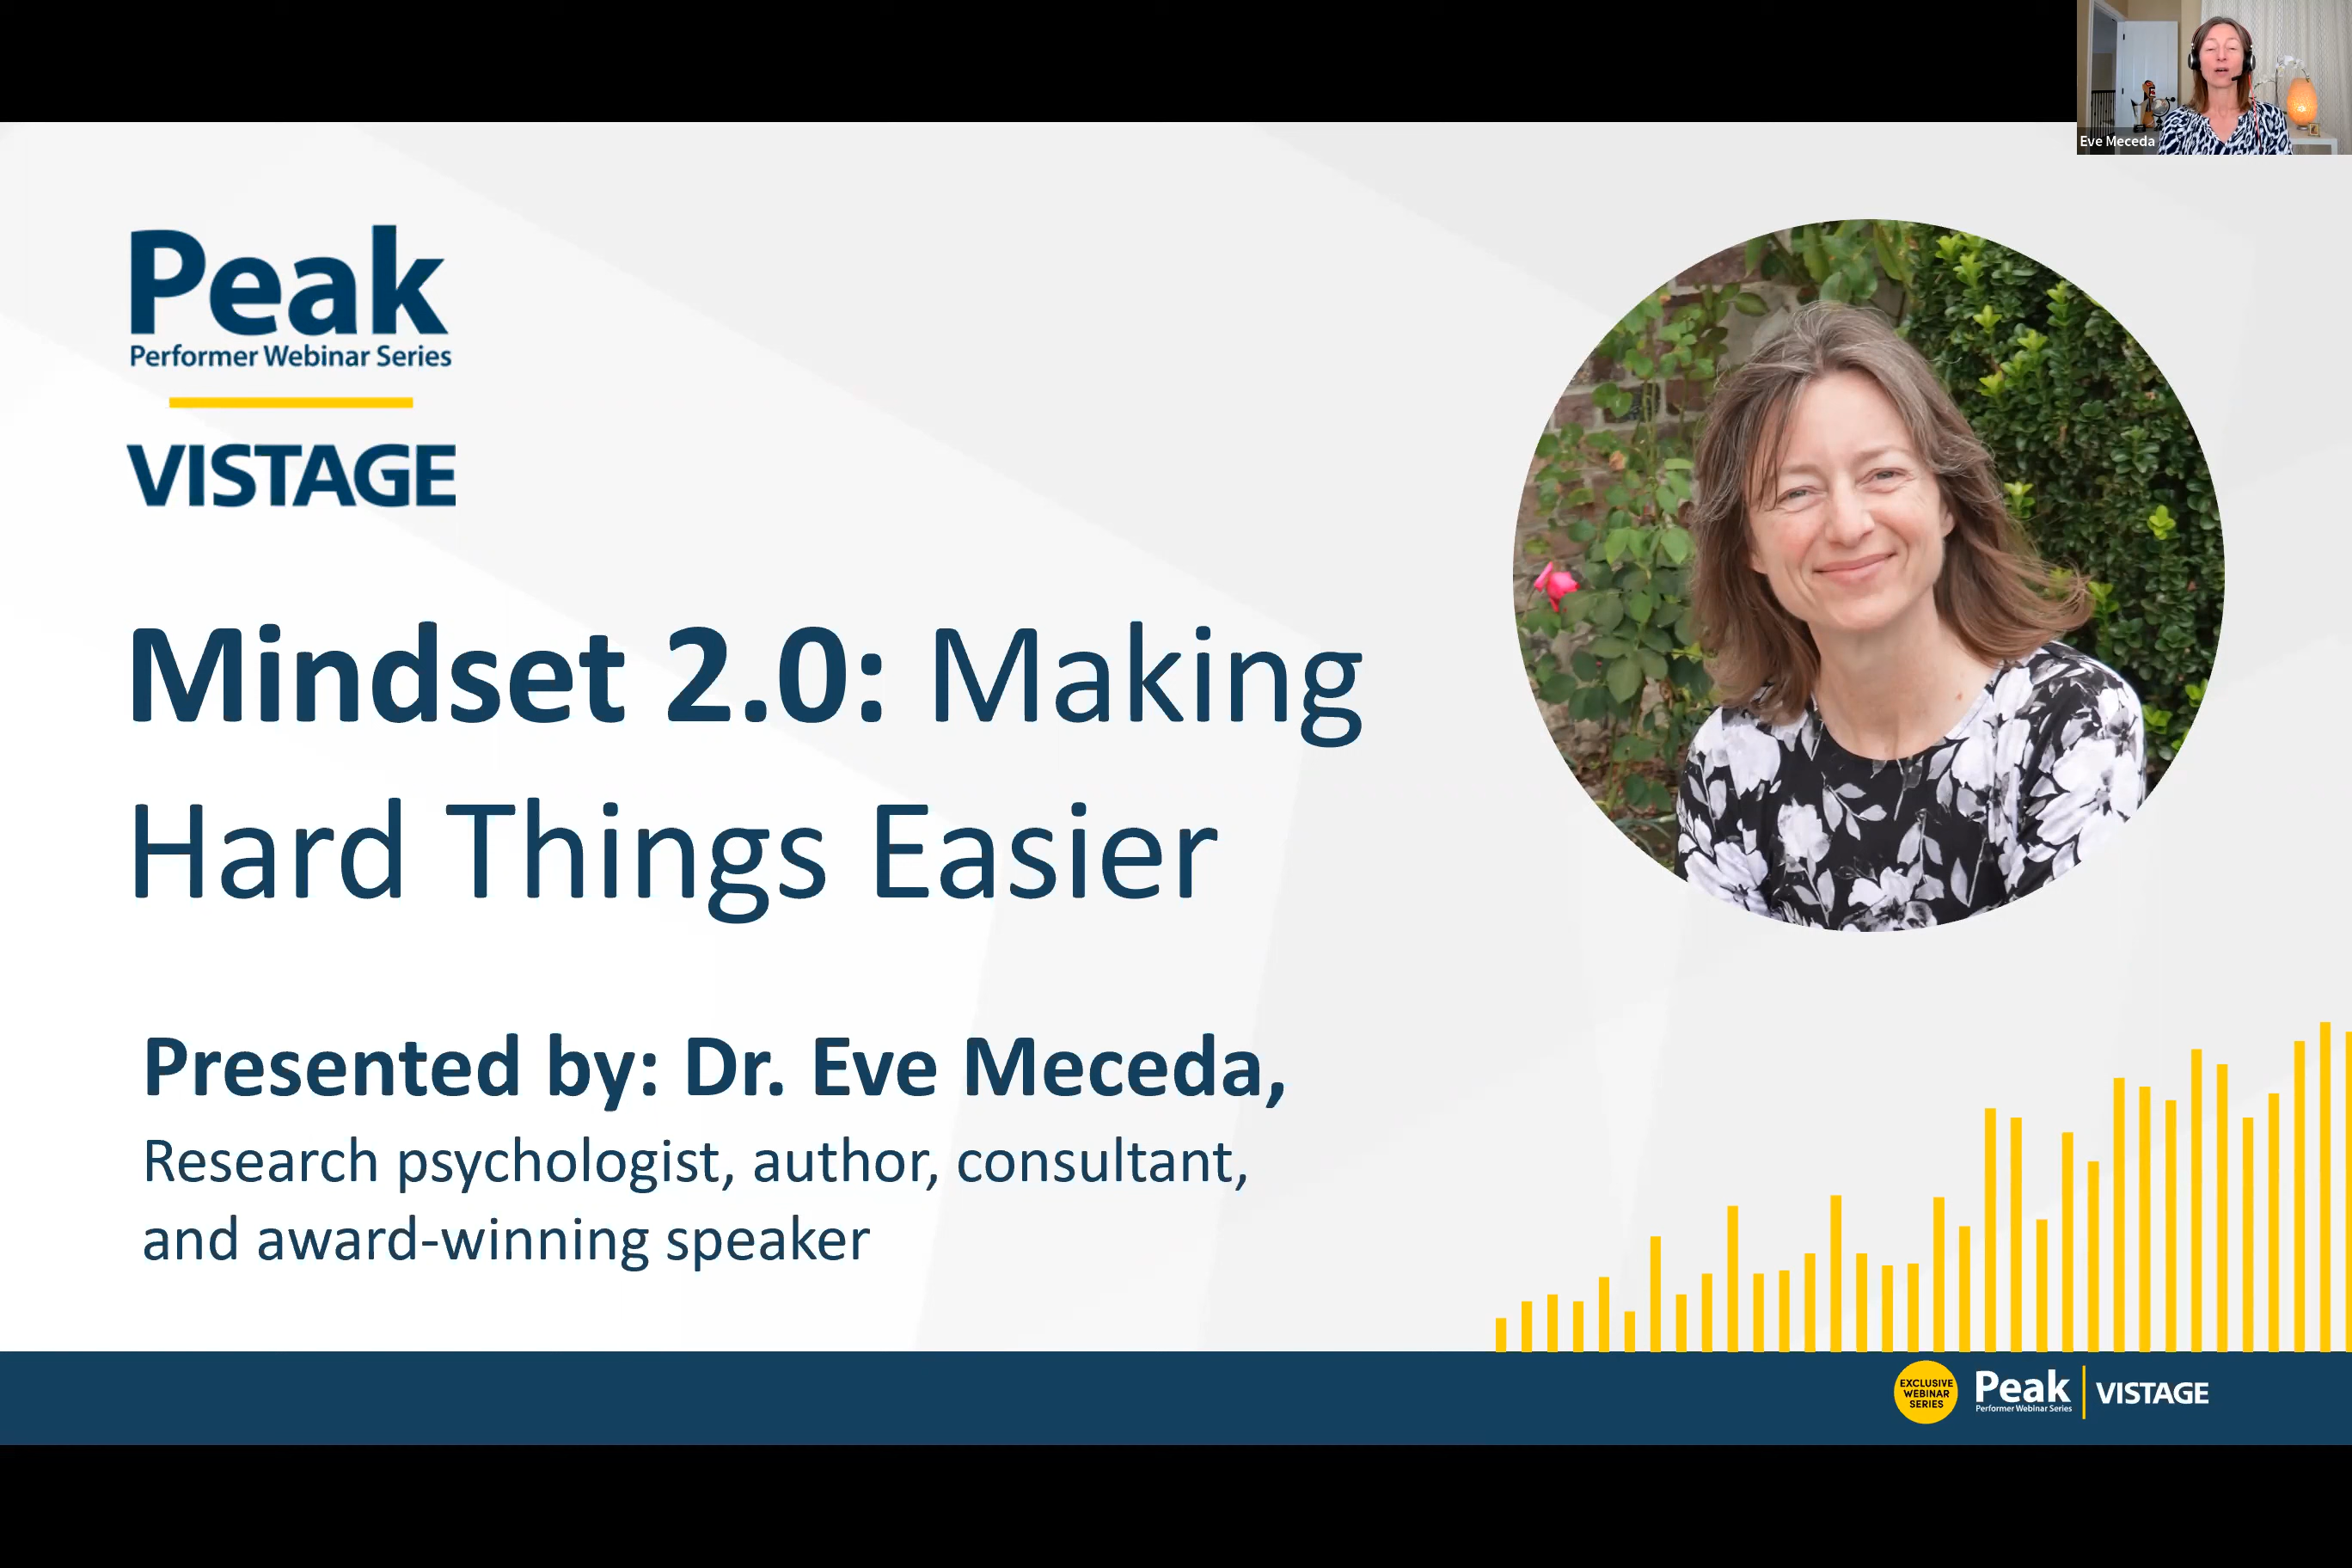 Eve Meceda
Peak
Performer Webinar Series
VISTAGE
Mindset 2.0: Making
Hard Things Easier
Presented by: Dr. Eve Meceda,
Research psychologist, author, consultant,
and award-winning speaker
EXCLUSIVE
WEBINAR
SERIES
Peak
Performer Webinar Series
VISTAGE